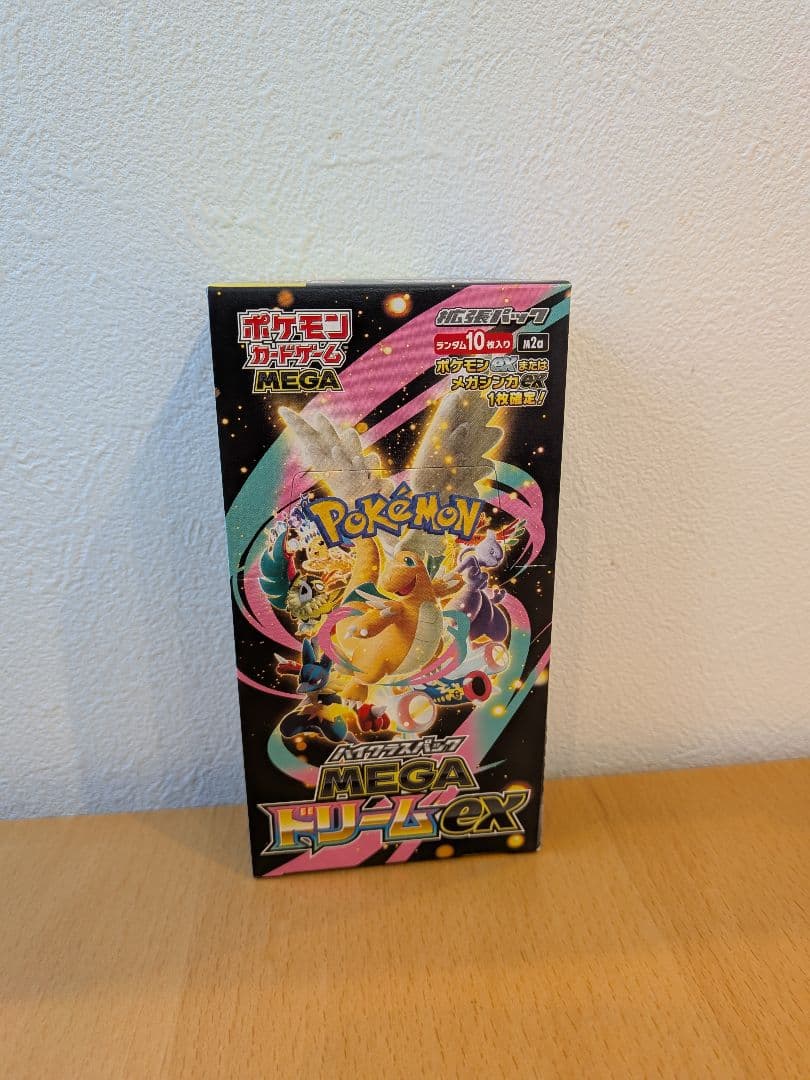 ポケモン
カードゲーム
MEGA
拡張パック
ランダム10枚入り M2a
ポケモンexまたは
メガシンカex
1枚確定!
POKéMON
ハイクラスパック
MEGA
ドリームex